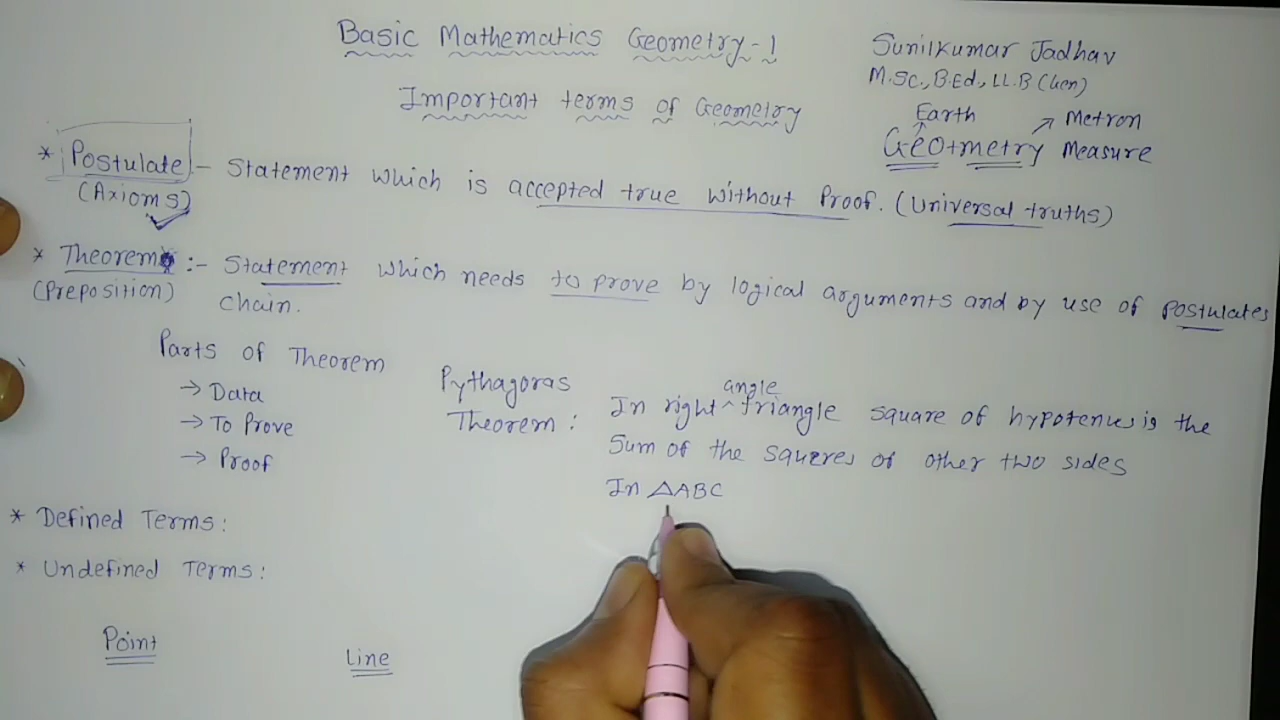 Basic Mathematics Geometry-1
Sunilkumar Jadhav
M.Sc., B.Ed., LL.B (Gen)
Important terms of Geometry
Earth
Metron
GEO+metry Measure
* Postulate :- Statement which is accepted true without Proof. (Universal truths)
(Axioms)
* Theorem :- Statement which needs to prove by logical arguments and by use of Postulates
(Preposition) chain.
Parts of Theorem
→ Data
→ To Prove
→ Proof
Pythagoras
Theorem :
angle
In right ^ triangle square of hypotenus is the
Sum of the squares of other two sides
In △ABC
* Defined Terms :
* Undefined Terms :
Point
Line